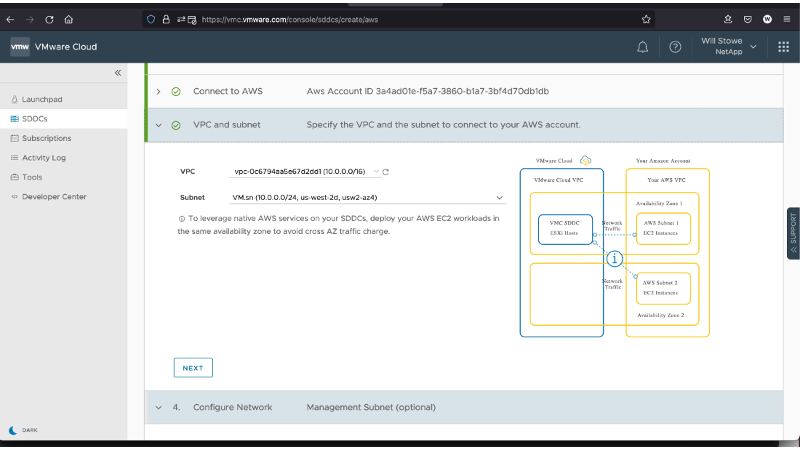 https://vmc.vmware.com/console/sddcs/create/aws
vmw VMware Cloud
Will Stowe
NetApp
Launchpad
SDDCs
Subscriptions
Activity Log
Tools
Developer Center
DARK
Connect to AWS Aws Account ID 3a4ad01e-f5a7-3860-b1a7-3bf4d70db1db
VPC and subnet Specify the VPC and the subnet to connect to your AWS account.
VPC vpc-0c6794aa5e67d2dd1 (10.0.0.0/16)
Subnet VM.sn (10.0.0.0/24, us-west-2d, usw2-az4)
To leverage native AWS services on your SDDCs, deploy your AWS EC2 workloads in
the same availability zone to avoid cross AZ traffic charge.
VMware Cloud
Your Amazon Account
VMware Cloud VPC
Your AWS VPC
Availability Zone 1
VMC SDDC
ESXi Hosts
Network
Traffic
AWS Subnet 1
EC2 Instances
i
Network
Traffic
AWS Subnet 2
EC2 Instances
Availability Zone 2
SUPPORT
NEXT
4. Configure Network Management Subnet (optional)